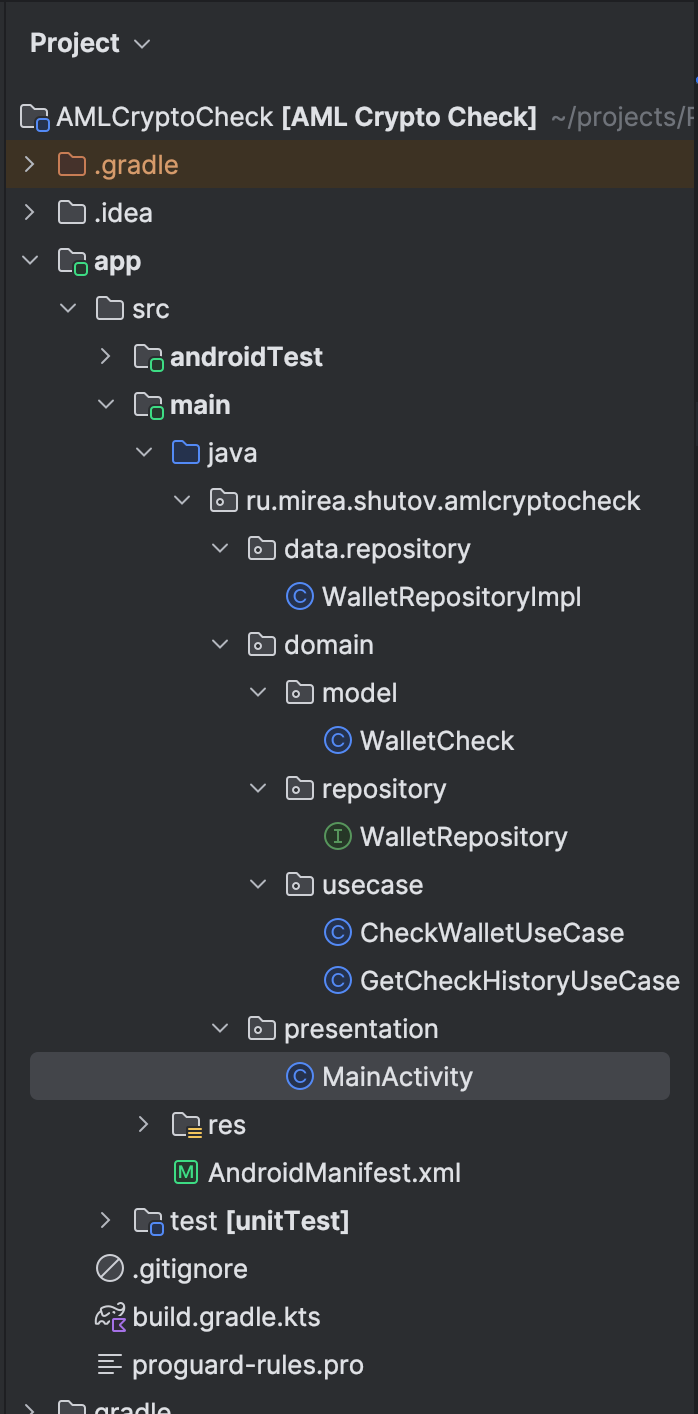 Project
AMLCryptoCheck [AML Crypto Check] ~/projects/
.gradle
.idea
app
src
androidTest
main
java
ru.mirea.shutov.amlcryptocheck
data.repository
C WalletRepositoryImpl
domain
model
C WalletCheck
repository
I WalletRepository
usecase
C CheckWalletUseCase
C GetCheckHistoryUseCase
presentation
C MainActivity
res
M AndroidManifest.xml
test [unitTest]
.gitignore
build.gradle.kts
proguard-rules.pro
gradle